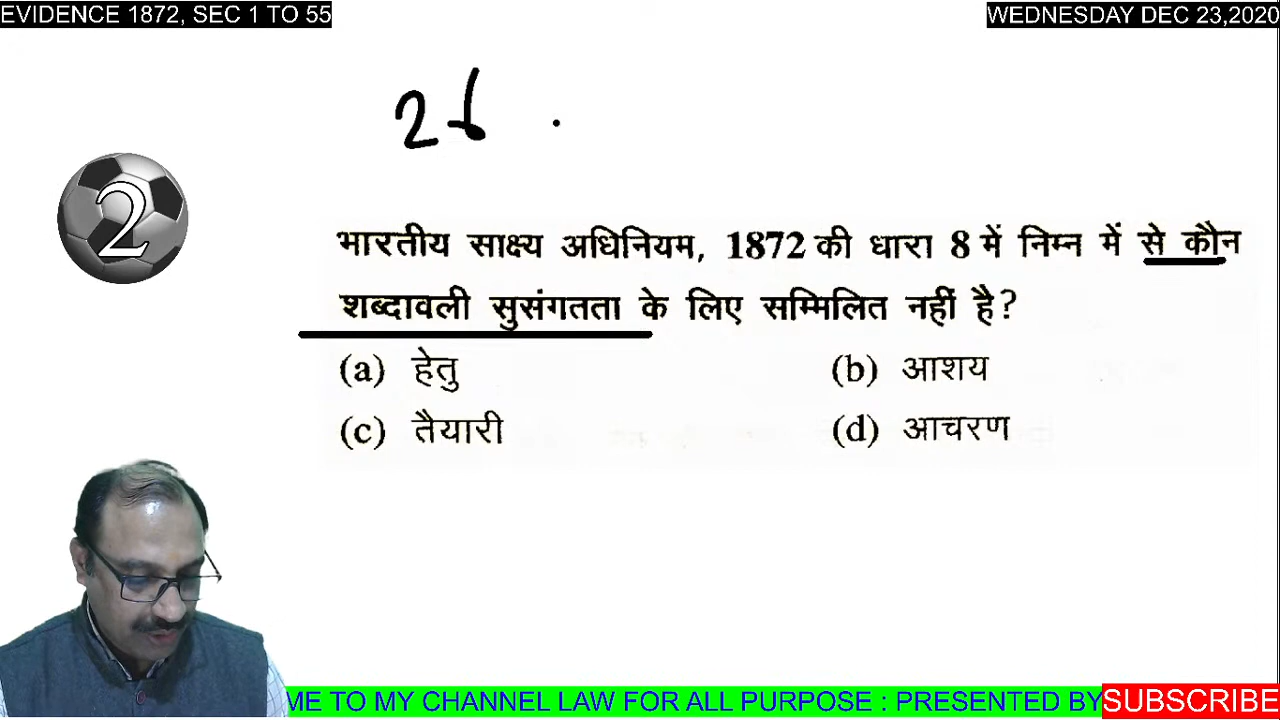 EVIDENCE 1872, SEC 1 TO 55
WEDNESDAY DEC 23,2020
26 .
2
भारतीय साक्ष्य अधिनियम, 1872 की धारा 8 में निम्न में से कौन
शब्दावली सुसंगतता के लिए सम्मिलित नहीं है?
(a) हेतु (b) आशय
(c) तैयारी (d) आचरण
ME TO MY CHANNEL LAW FOR ALL PURPOSE : PRESENTED BY
SUBSCRIBE